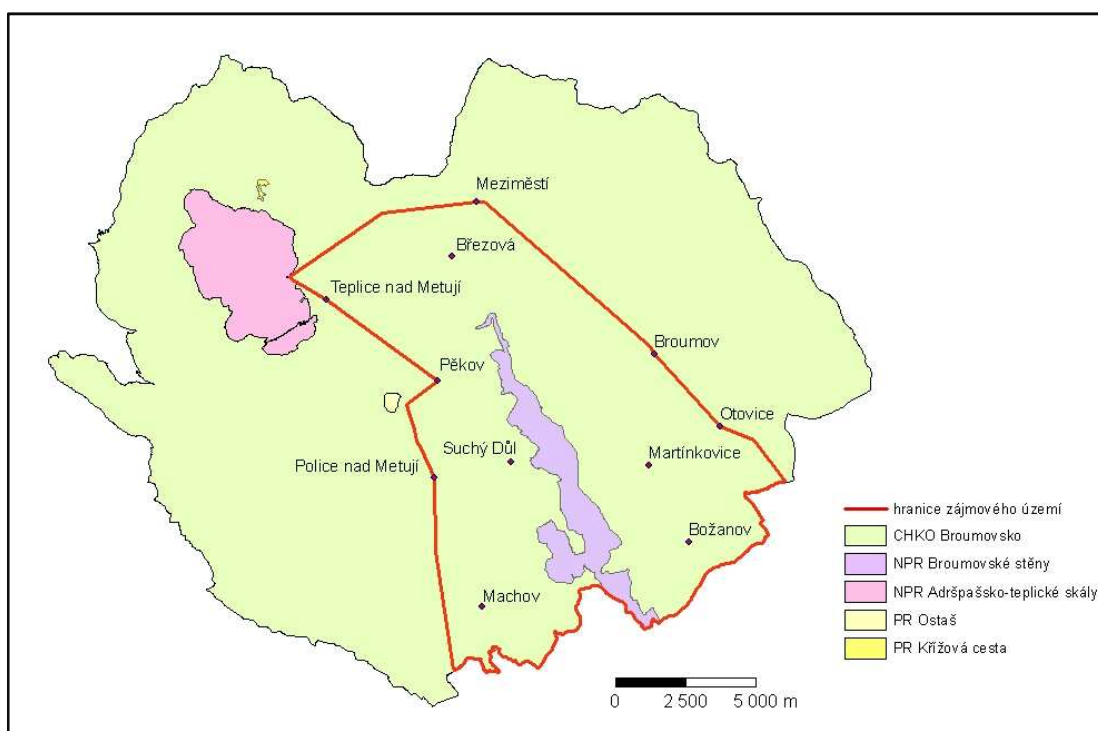 Meziměstí
Březová
Teplice nad Metují
Broumov
Pěkov
Otovice
Suchý Důl
Martínkovice
Police nad Metují
Božanov
Machov
hranice zájmového území
CHKO Broumovsko
NPR Broumovské stěny
NPR Adršpašsko-teplické skály
PR Ostaš
PR Křížová cesta
0 2 500 5 000 m